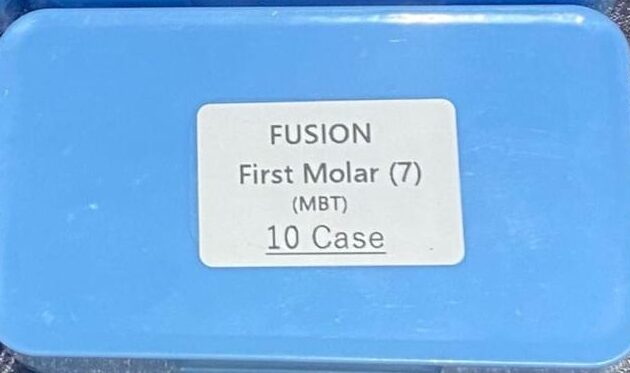 FUSION
First Molar (7)
(MBT)
10 Case